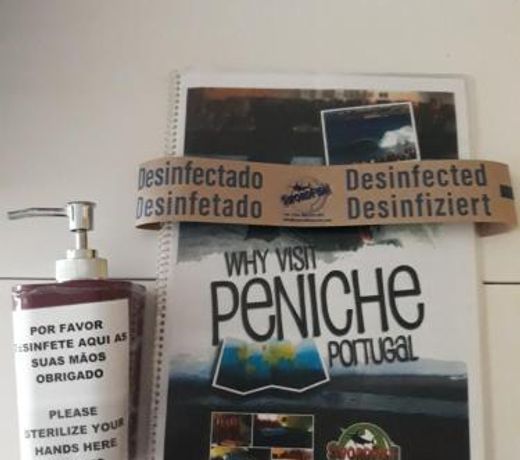 Desinfectado
Desinfetado
Desinfected
Desinfiziert
WHY VISIT
PENICHE
PORTUGAL
POR FAVOR
ESINFETE AQUI AS
SUAS MÃOS
OBRIGADO
PLEASE
STERILIZE YOUR
HANDS HERE